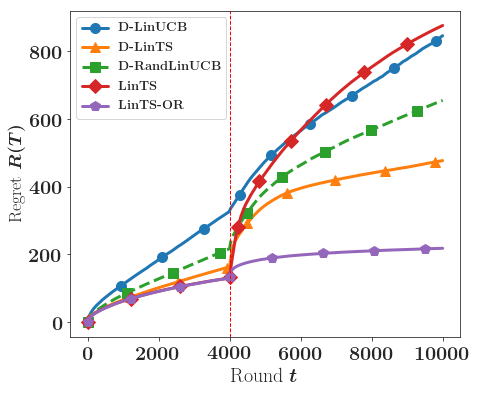 D-LinUCB
D-LinTS
D-RandLinUCB
LinTS
LinTS-OR
800
600
400
200
0
Regret R(T)
0 2000 4000 6000 8000 10000
Round t